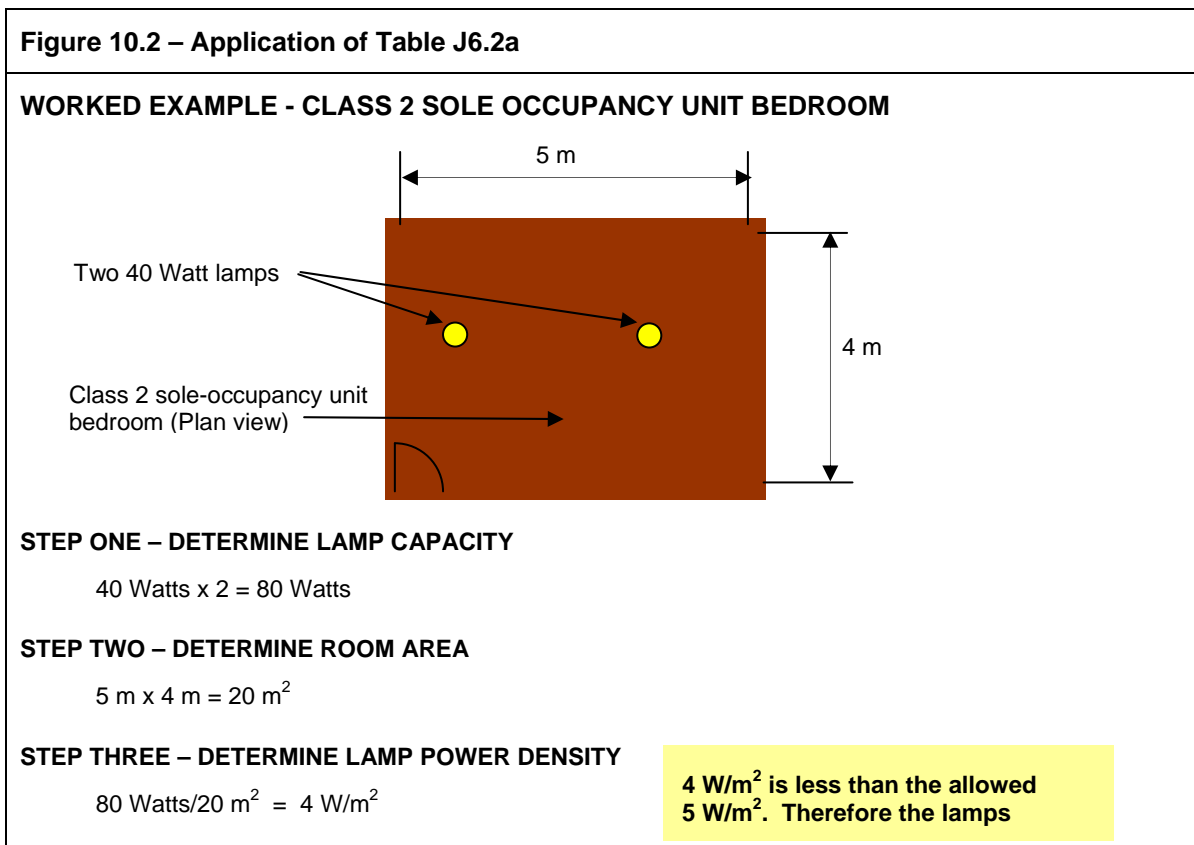 Figure 10.2 – Application of Table J6.2a
WORKED EXAMPLE - CLASS 2 SOLE OCCUPANCY UNIT BEDROOM
5 m
Two 40 Watt lamps
4 m
Class 2 sole-occupancy unit
bedroom (Plan view)
STEP ONE – DETERMINE LAMP CAPACITY
40 Watts x 2 = 80 Watts
STEP TWO – DETERMINE ROOM AREA
5 m x 4 m = 20 m²
STEP THREE – DETERMINE LAMP POWER DENSITY
80 Watts/20 m² = 4 W/m²
4 W/m² is less than the allowed
5 W/m². Therefore the lamps